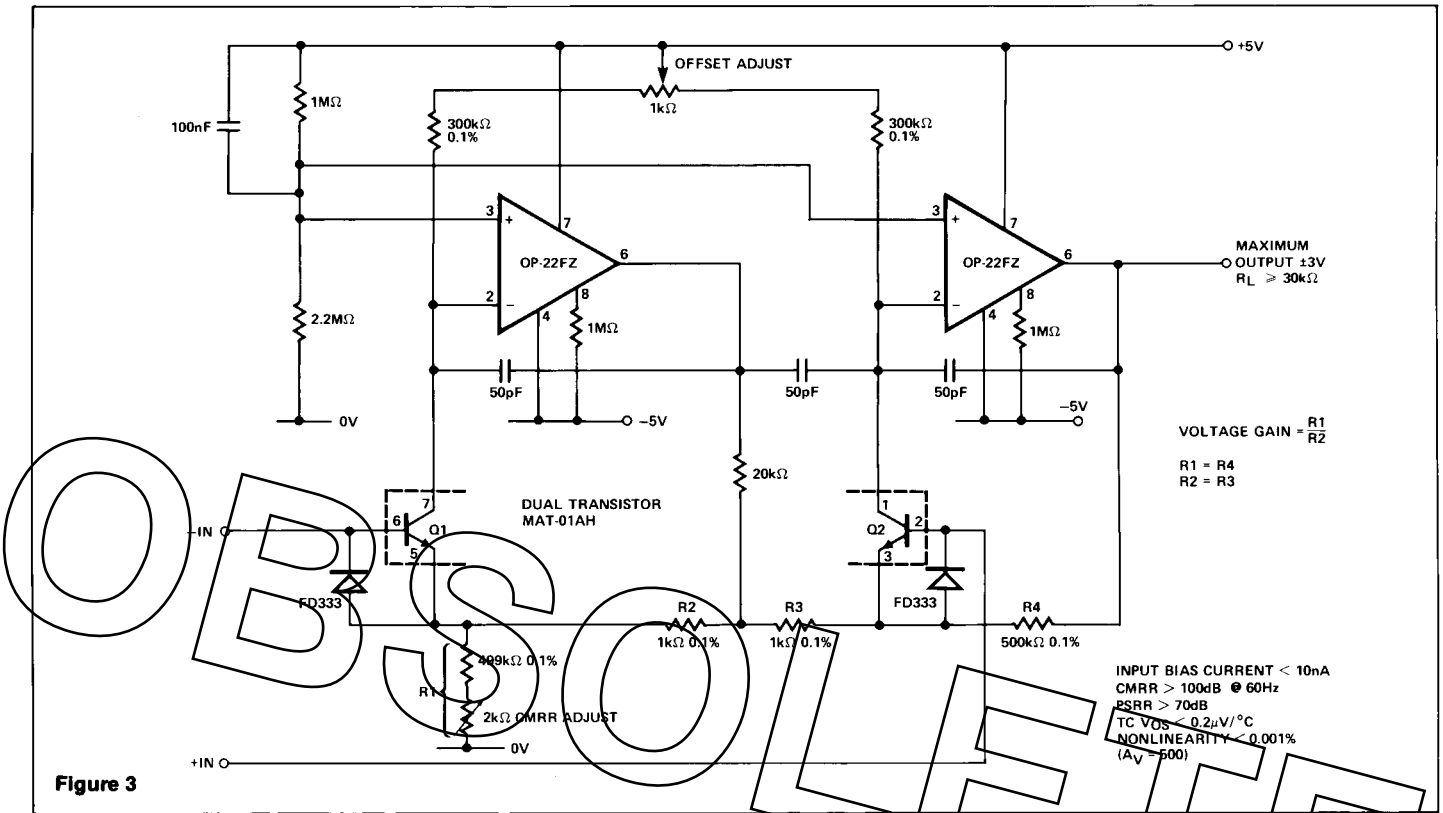 +5V
OFFSET ADJUST
1MΩ
1kΩ
100nF
300kΩ
0.1%
300kΩ
0.1%
3
+
7
OP-22FZ
6
2
−
8
4
1MΩ
3
+
7
OP-22FZ
6
2
−
8
4
1MΩ
MAXIMUM
OUTPUT ±3V
RL ⩾ 30kΩ
2.2MΩ
50pF
50pF
50pF
0V
−5V
−5V
VOLTAGE GAIN = R1
R2
R1 = R4
R2 = R3
20kΩ
DUAL TRANSISTOR
MAT-01AH
7
6
Q1
5
1
Q2
2
3
−IN
FD333
FD333
R2
1kΩ 0.1%
R3
1kΩ 0.1%
R4
500kΩ 0.1%
499kΩ 0.1%
R1
2kΩ CMRR ADJUST
0V
+IN
INPUT BIAS CURRENT < 10nA
CMRR > 100dB @ 60Hz
PSRR > 70dB
TC VOS < 0.2μV/°C
NONLINEARITY < 0.001%
(AV = 500)
Figure 3
OBSOLETE